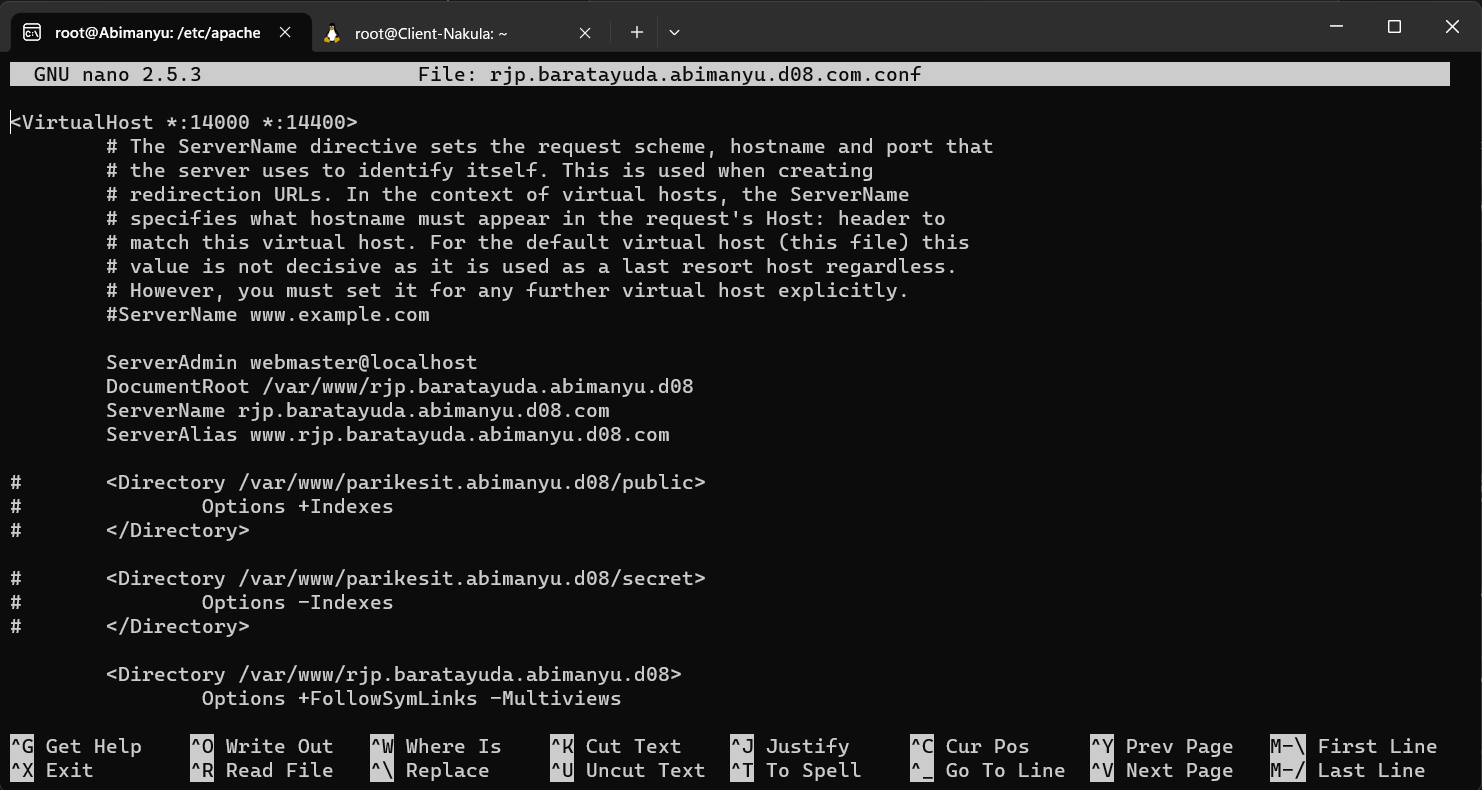 root@Abimanyu: /etc/apache
root@Client-Nakula: ~
GNU nano 2.5.3 File: rjp.baratayuda.abimanyu.d08.com.conf
<VirtualHost *:14000 *:14400>
# The ServerName directive sets the request scheme, hostname and port that
# the server uses to identify itself. This is used when creating
# redirection URLs. In the context of virtual hosts, the ServerName
# specifies what hostname must appear in the request's Host: header to
# match this virtual host. For the default virtual host (this file) this
# value is not decisive as it is used as a last resort host regardless.
# However, you must set it for any further virtual host explicitly.
#ServerName www.example.com
ServerAdmin webmaster@localhost
DocumentRoot /var/www/rjp.baratayuda.abimanyu.d08
ServerName rjp.baratayuda.abimanyu.d08.com
ServerAlias www.rjp.baratayuda.abimanyu.d08.com
# <Directory /var/www/parikesit.abimanyu.d08/public>
# Options +Indexes
# </Directory>
# <Directory /var/www/parikesit.abimanyu.d08/secret>
# Options -Indexes
# </Directory>
<Directory /var/www/rjp.baratayuda.abimanyu.d08>
Options +FollowSymLinks -Multiviews
^G Get Help ^O Write Out ^W Where Is ^K Cut Text ^J Justify ^C Cur Pos ^Y Prev Page M-\ First Line
^X Exit ^R Read File ^\ Replace ^U Uncut Text ^T To Spell ^_ Go To Line ^V Next Page M-/ Last Line